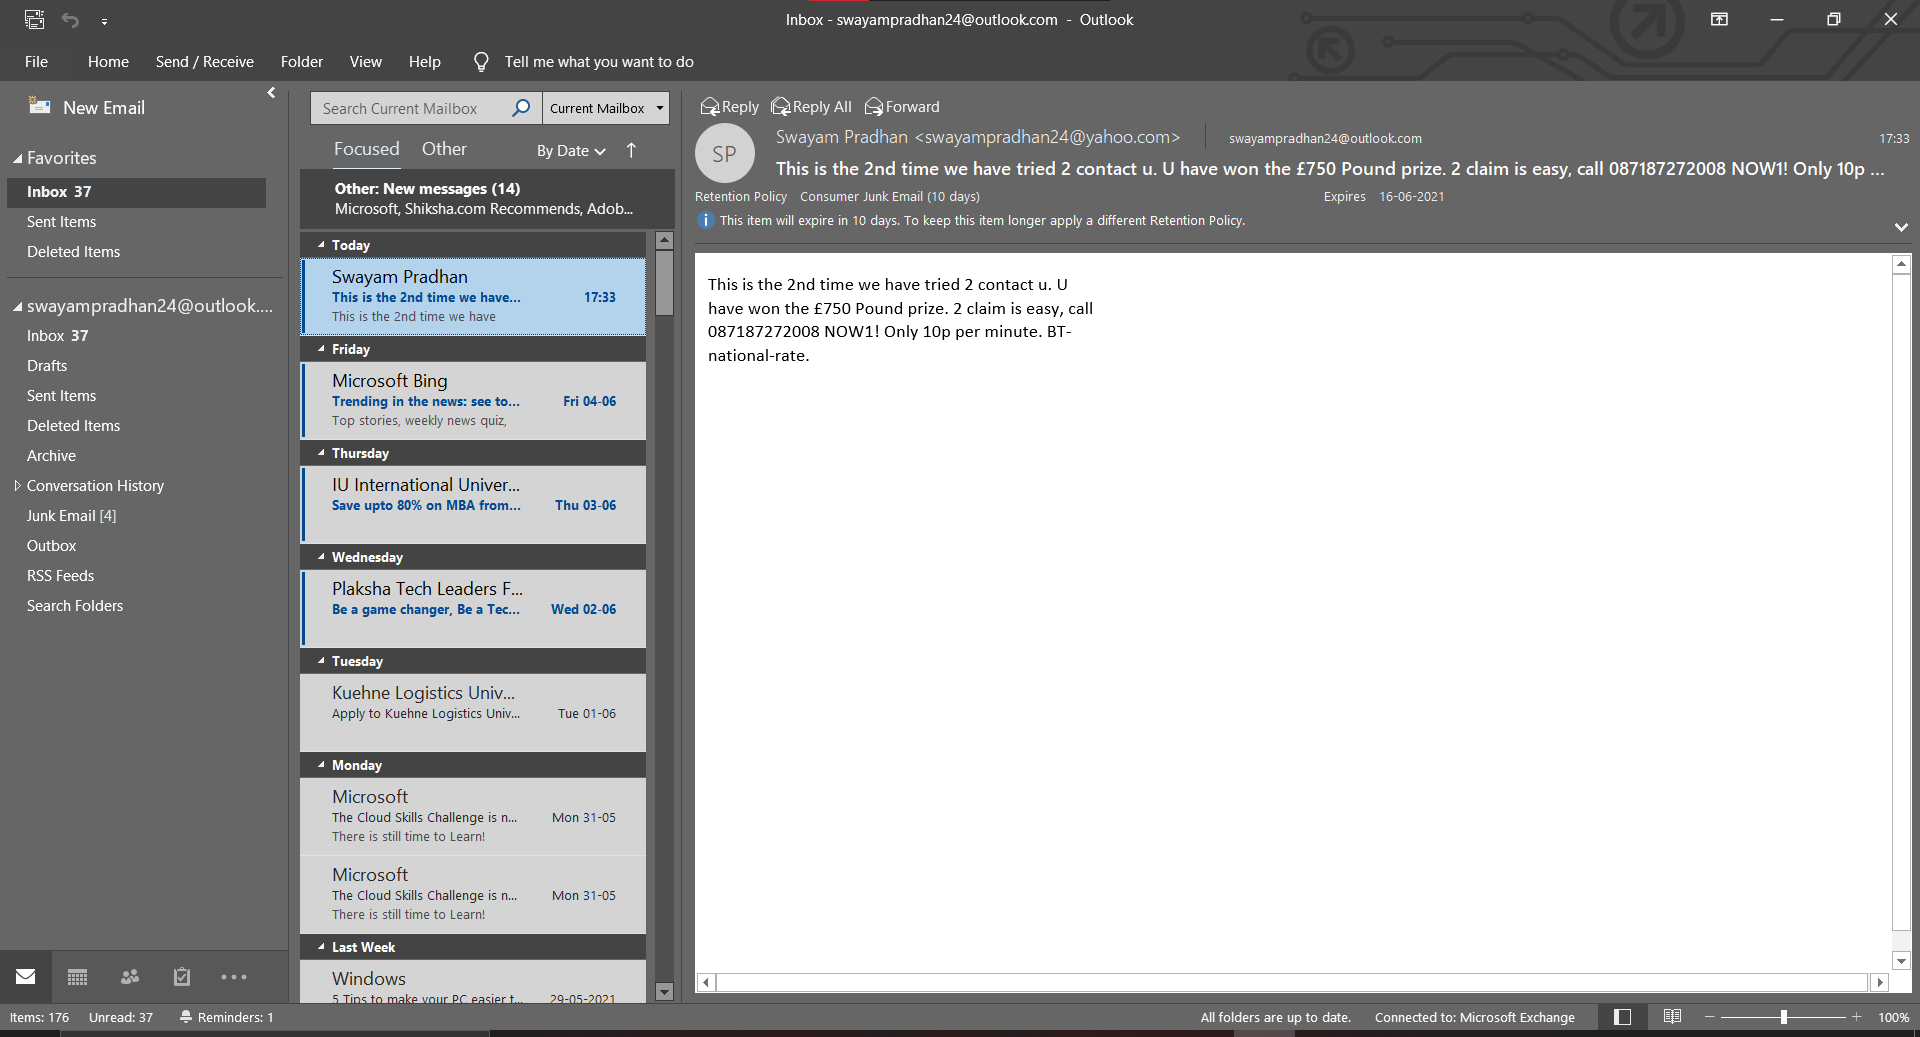 Inbox - swayampradhan24@outlook.com - Outlook
File Home Send / Receive Folder View Help Tell me what you want to do
New Email
Favorites
Inbox 37
Sent Items
Deleted Items
swayampradhan24@outlook....
Inbox 37
Drafts
Sent Items
Deleted Items
Archive
Conversation History
Junk Email [4]
Outbox
RSS Feeds
Search Folders
Search Current Mailbox Current Mailbox
Focused Other By Date
Other: New messages (14)
Microsoft, Shiksha.com Recommends, Adob...
Today
Swayam Pradhan
This is the 2nd time we have... 17:33
This is the 2nd time we have
Friday
Microsoft Bing
Trending in the news: see to... Fri 04-06
Top stories, weekly news quiz,
Thursday
IU International Univer...
Save upto 80% on MBA from... Thu 03-06
Wednesday
Plaksha Tech Leaders F...
Be a game changer, Be a Tec... Wed 02-06
Tuesday
Kuehne Logistics Univ...
Apply to Kuehne Logistics Univ... Tue 01-06
Monday
Microsoft
The Cloud Skills Challenge is n... Mon 31-05
There is still time to Learn!
Microsoft
The Cloud Skills Challenge is n... Mon 31-05
There is still time to Learn!
Last Week
Windows
5 Tips to make your PC easier t... 29-05-2021
Reply Reply All Forward
SP
Swayam Pradhan <swayampradhan24@yahoo.com> swayampradhan24@outlook.com 17:33
This is the 2nd time we have tried 2 contact u. U have won the £750 Pound prize. 2 claim is easy, call 087187272008 NOW1! Only 10p ...
Retention Policy Consumer Junk Email (10 days) Expires 16-06-2021
This item will expire in 10 days. To keep this item longer apply a different Retention Policy.
This is the 2nd time we have tried 2 contact u. U
have won the £750 Pound prize. 2 claim is easy, call
087187272008 NOW1! Only 10p per minute. BT-
national-rate.
Items: 176 Unread: 37 Reminders: 1 All folders are up to date. Connected to: Microsoft Exchange 100%